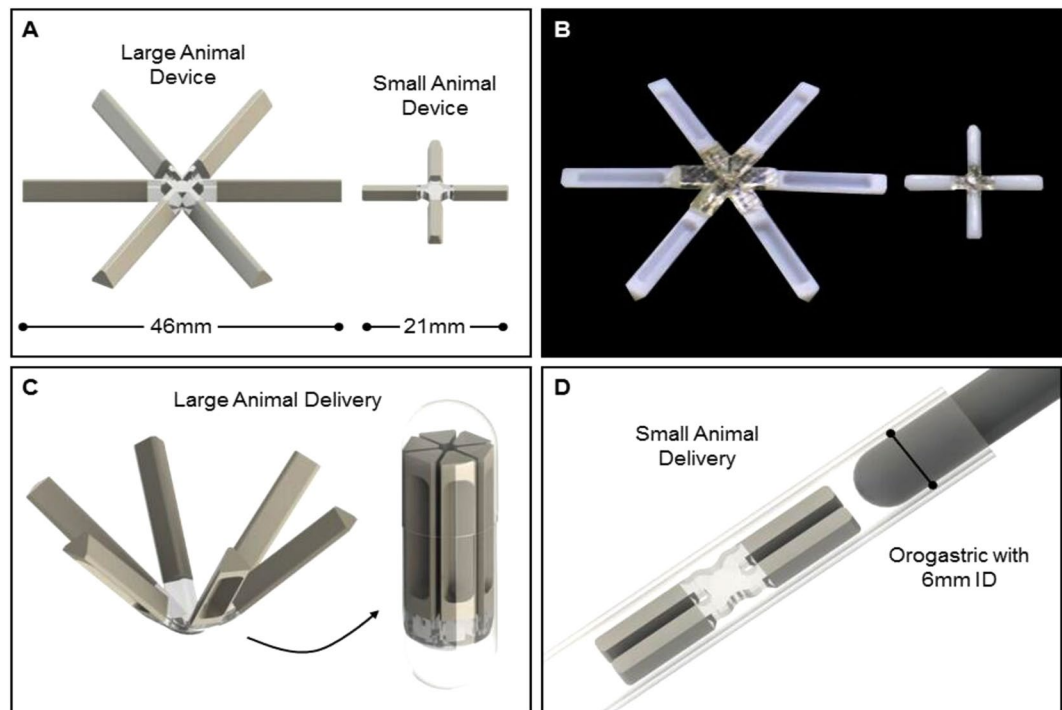 A
Large Animal
Device
Small Animal
Device
46mm
21mm
B
C
Large Animal Delivery
D
Small Animal
Delivery
Orogastric with
6mm ID